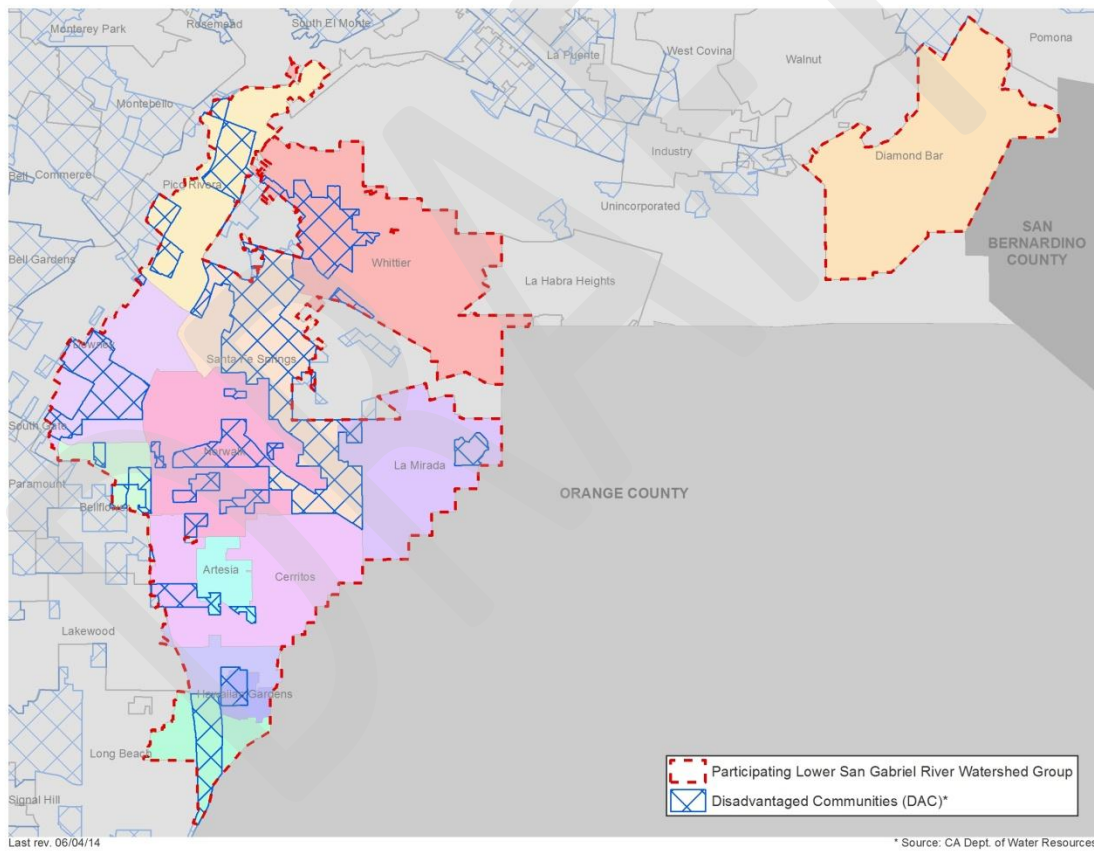 South El Monte
Rosemead
Monterey Park
Pomona
West Covina
La Puente
Walnut
Montebello
Industry
Diamond Bar
Bell
Commerce
Pico Rivera
Unincorporated
SAN
BERNARDINO
COUNTY
Bell Gardens
Whittier
La Habra Heights
Downey
Santa Fe Springs
South Gate
Norwalk
La Mirada
Paramount
ORANGE COUNTY
Bellflower
Artesia
Cerritos
Lakewood
Hawaiian Gardens
Long Beach
Signal Hill
Participating Lower San Gabriel River Watershed Group
Disadvantaged Communities (DAC)*
Last rev. 06/04/14
* Source: CA Dept. of Water Resources
DRAFT